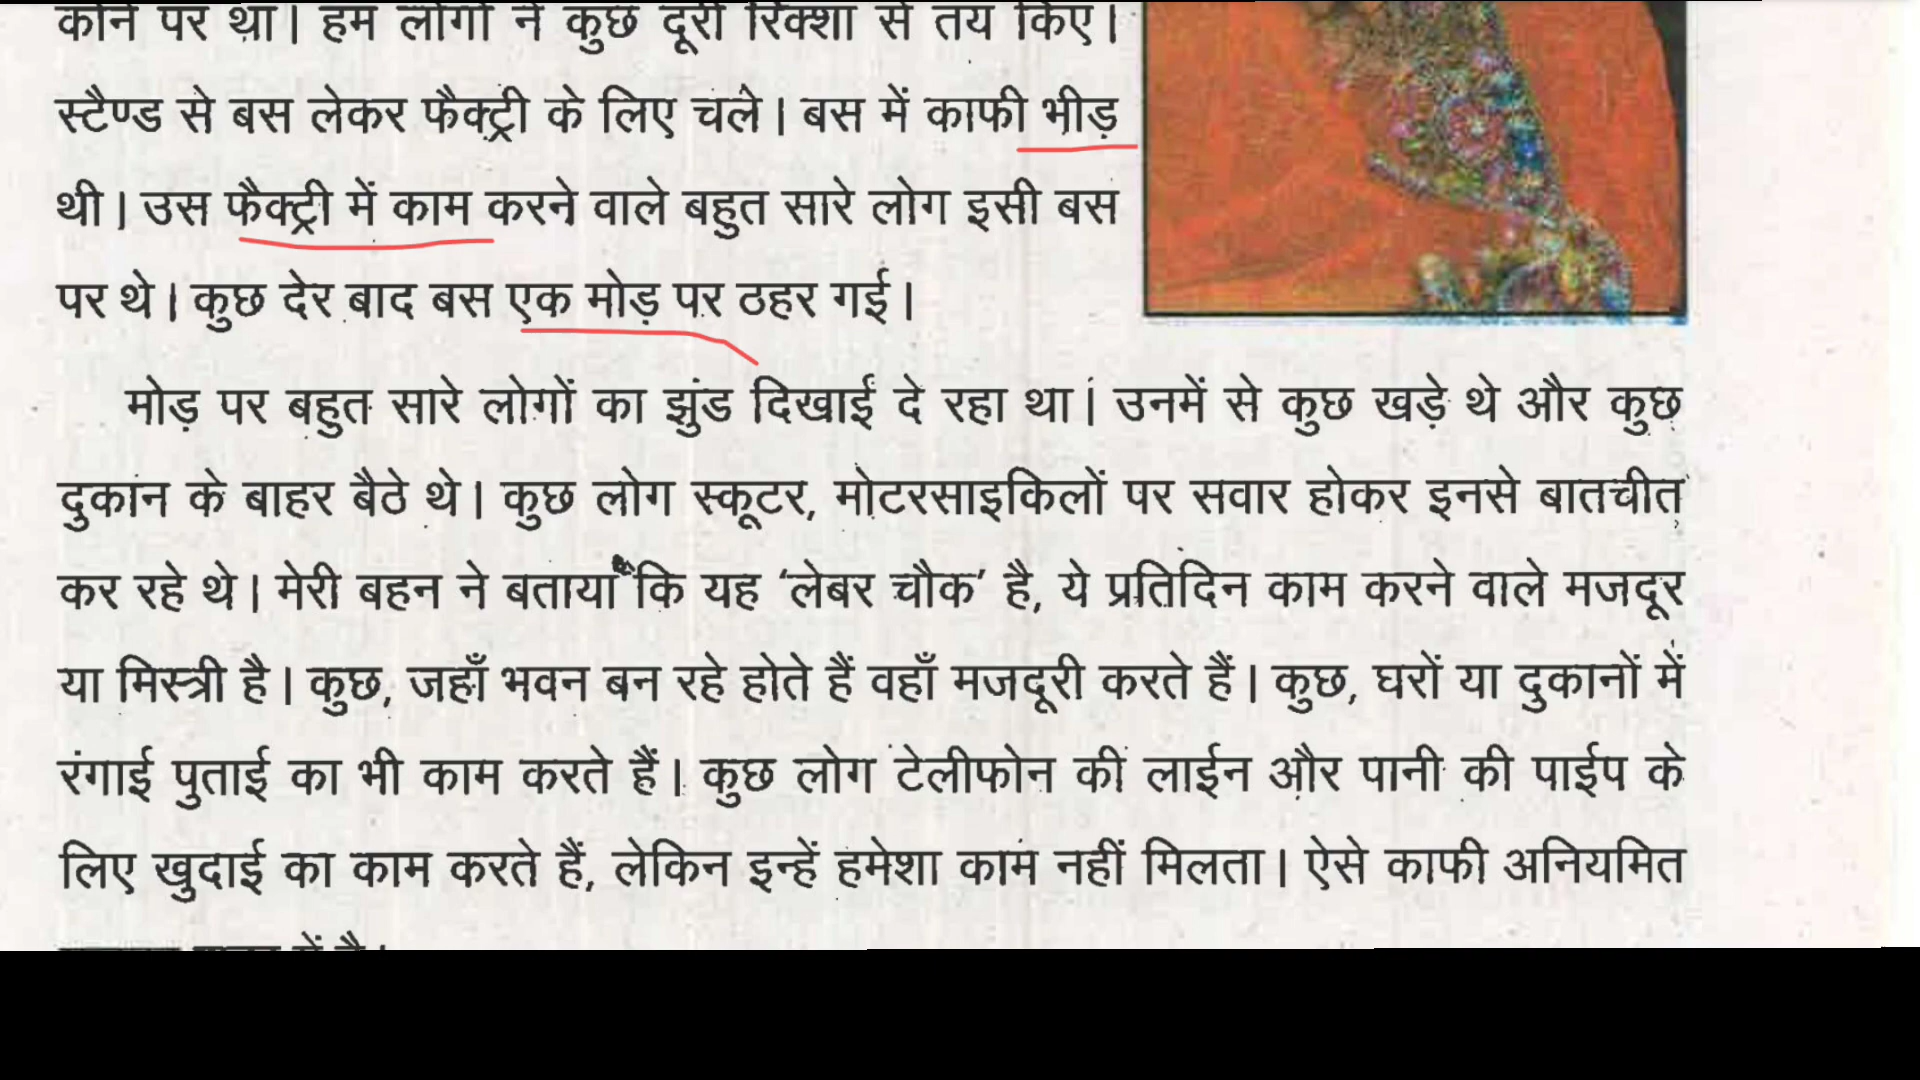 कोने पर था। हम लोगों ने कुछ दूरी रिक्शा से तय किए।
स्टैण्ड से बस लेकर फैक्ट्री के लिए चले। बस में काफी भीड़
थी। उस फैक्ट्री में काम करने वाले बहुत सारे लोग इसी बस
पर थे। कुछ देर बाद बस एक मोड़ पर ठहर गई।
मोड़ पर बहुत सारे लोगों का झुंड दिखाई दे रहा था। उनमें से कुछ खड़े थे और कुछ
दुकान के बाहर बैठे थे। कुछ लोग स्कूटर, मोटरसाइकिलों पर सवार होकर इनसे बातचीत
कर रहे थे। मेरी बहन ने बताया कि यह ‘लेबर चौक’ है, ये प्रतिदिन काम करने वाले मजदूर
या मिस्त्री है। कुछ, जहाँ भवन बन रहे होते हैं वहाँ मजदूरी करते हैं। कुछ, घरों या दुकानों में
रंगाई पुताई का भी काम करते हैं। कुछ लोग टेलीफोन की लाईन और पानी की पाईप के
लिए खुदाई का काम करते हैं, लेकिन इन्हें हमेशा काम नहीं मिलता। ऐसे काफी अनियमित